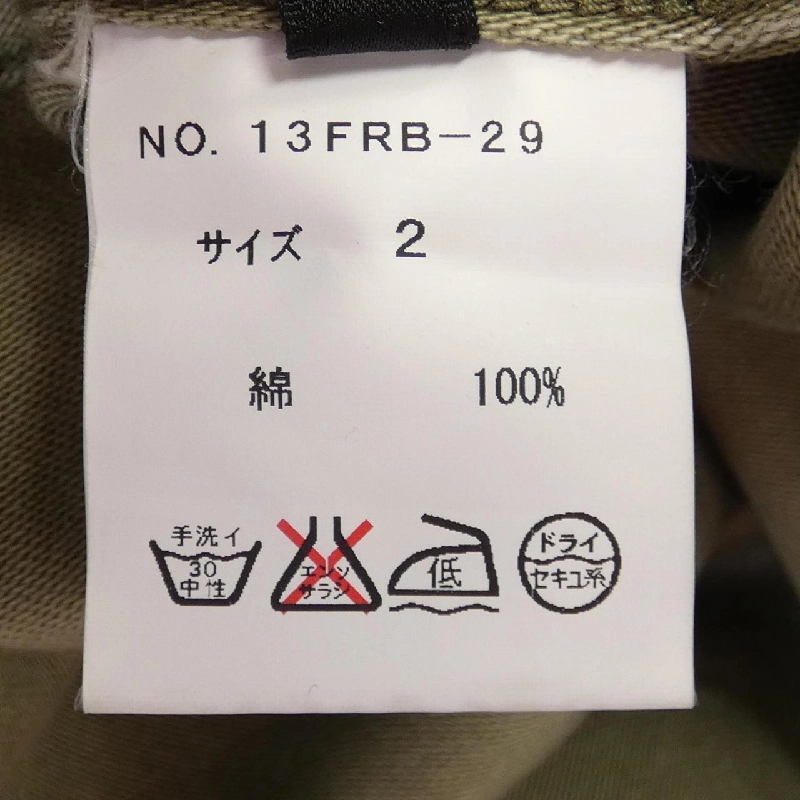 NO. 13FRB-29
サイズ 2
綿 100%
手洗イ
30
中性
エンソ
サラシ
低
ドライ
セキユ系